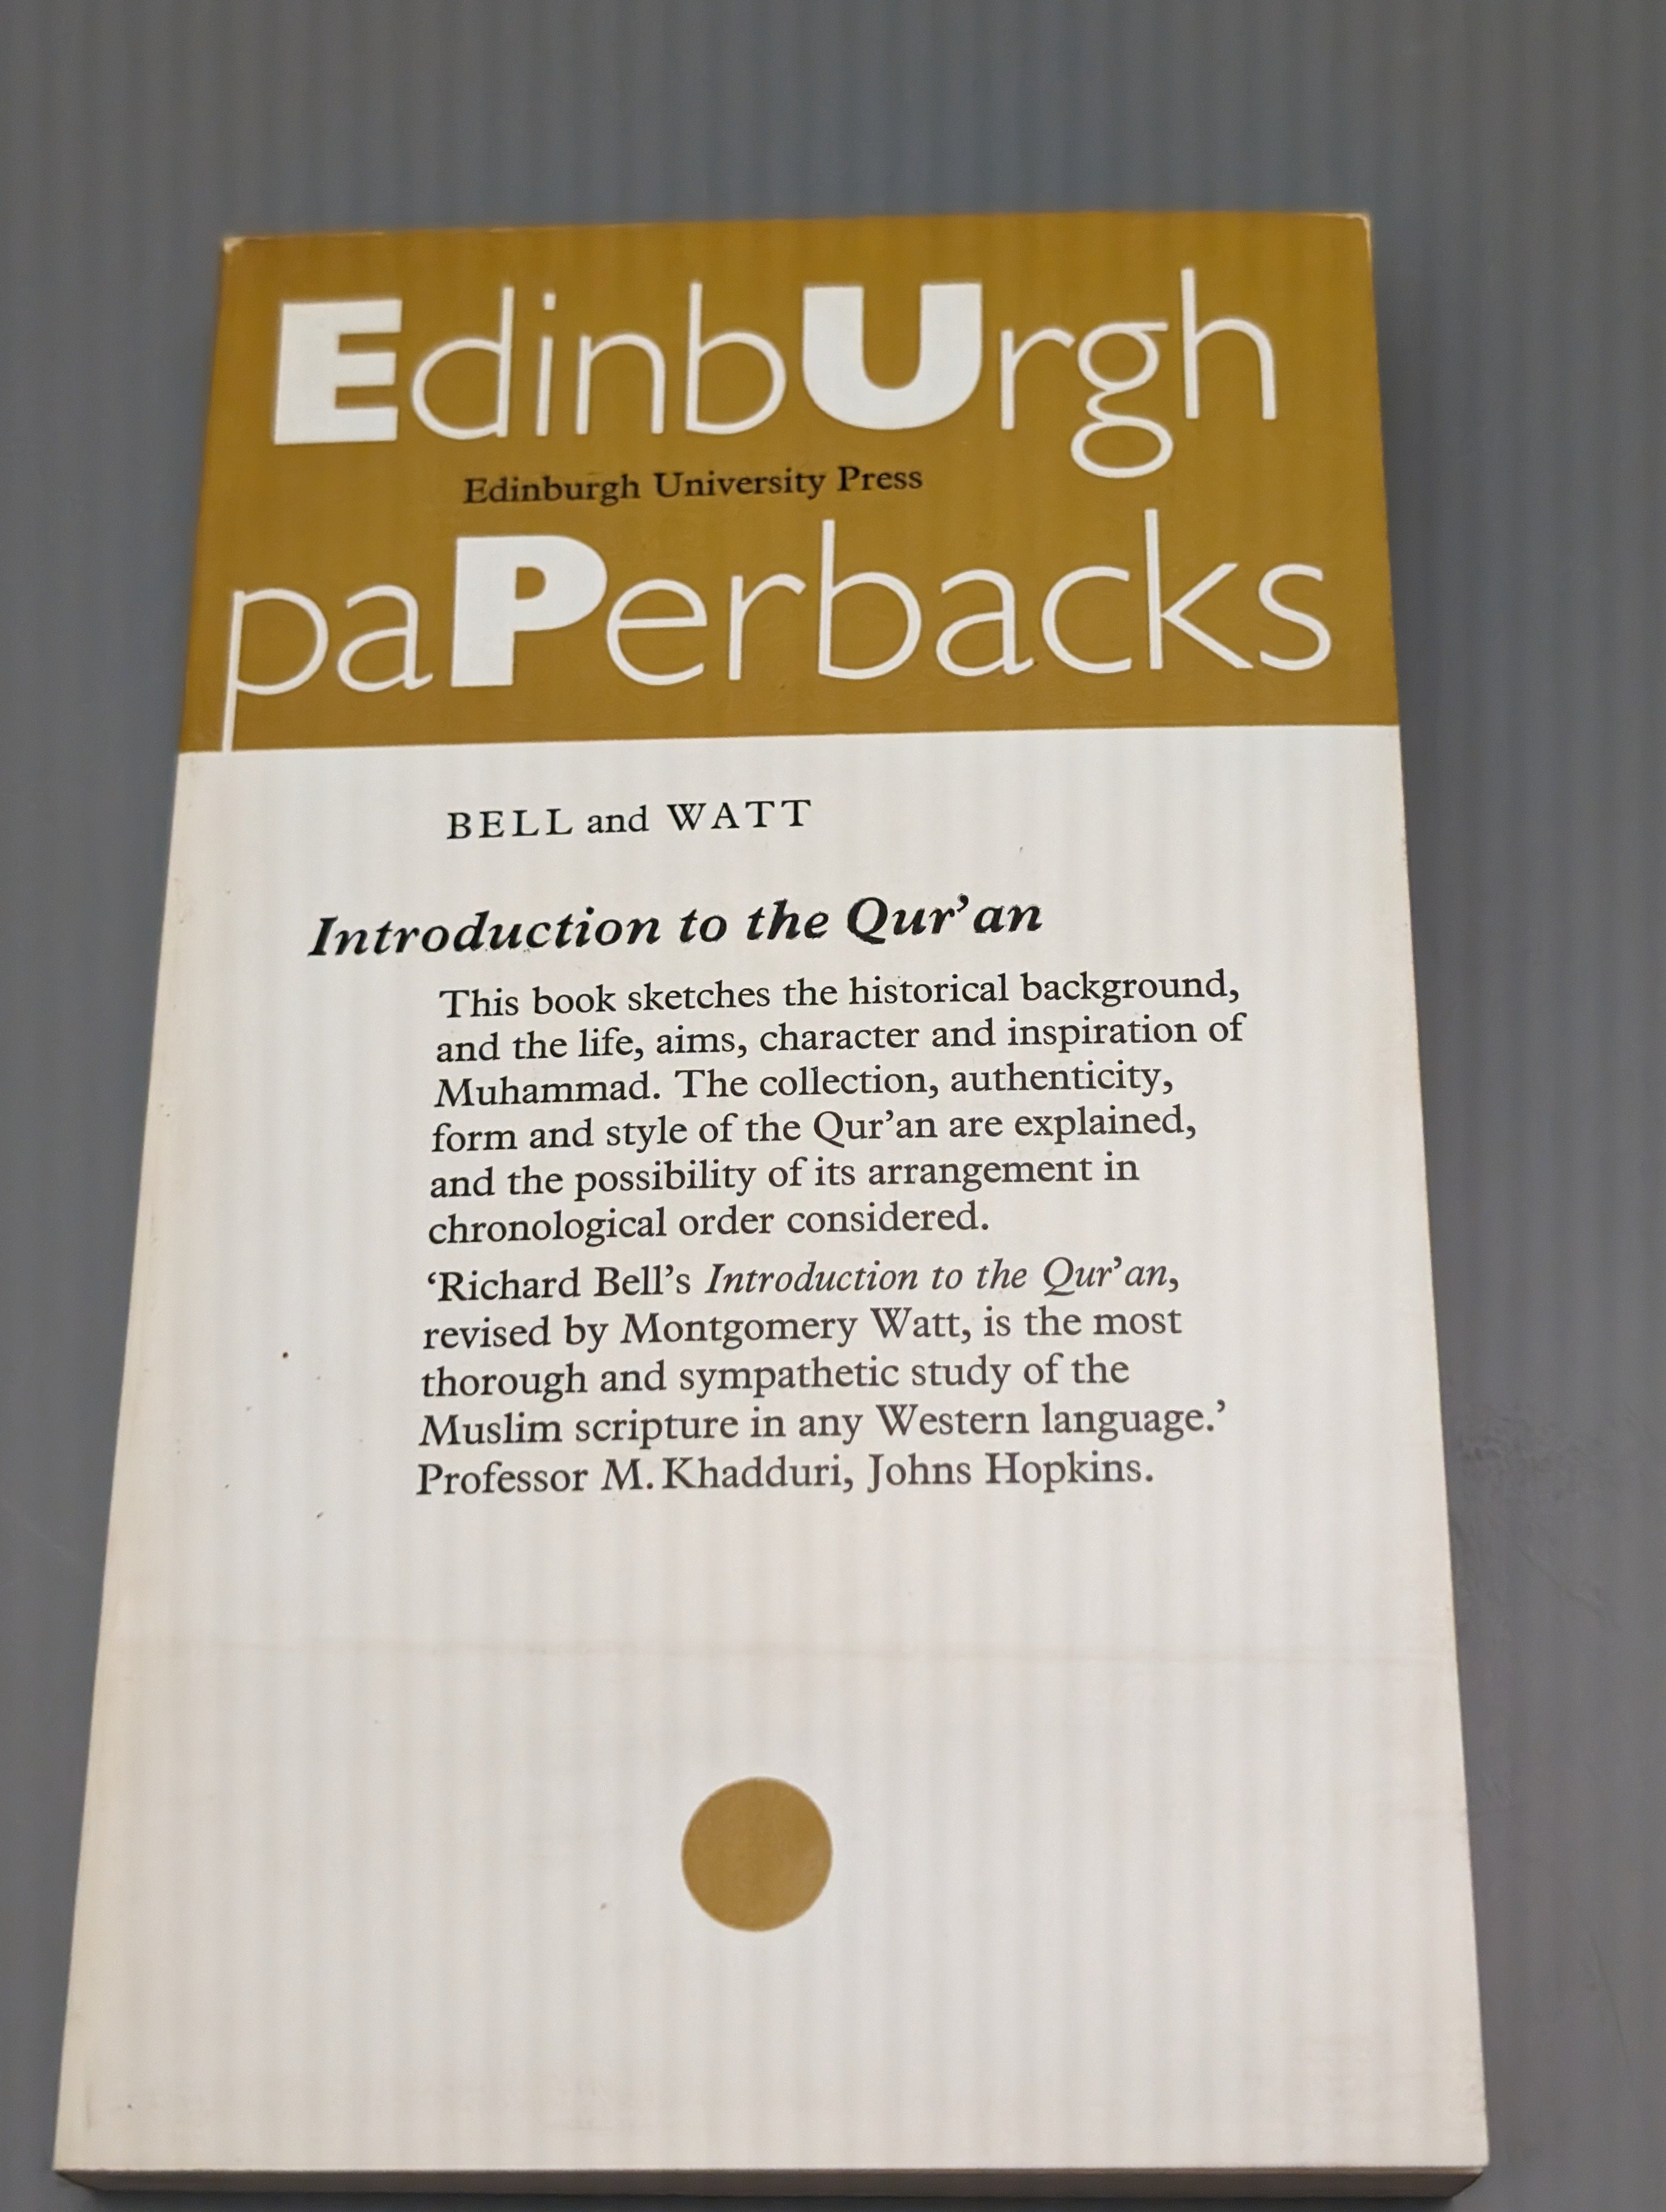 EdinbUrgh
Edinburgh University Press
paPerbacks
BELL and WATT
Introduction to the Qur’an
This book sketches the historical background,
and the life, aims, character and inspiration of
Muhammad. The collection, authenticity,
form and style of the Qur’an are explained,
and the possibility of its arrangement in
chronological order considered.
‘Richard Bell’s Introduction to the Qur’an,
revised by Montgomery Watt, is the most
thorough and sympathetic study of the
Muslim scripture in any Western language.’
Professor M. Khadduri, Johns Hopkins.